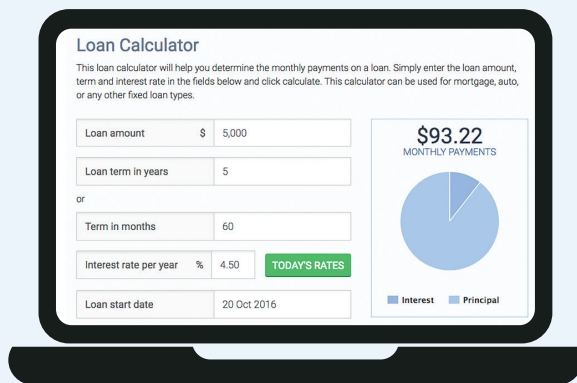 Loan Calculator
This loan calculator will help you determine the monthly payments on a loan. Simply enter the loan amount,
term and interest rate in the fields below and click calculate. This calculator can be used for mortgage, auto,
or any other fixed loan types.
Loan amount $ 5,000
Loan term in years 5
or
Term in months 60
Interest rate per year % 4.50 TODAY'S RATES
Loan start date 20 Oct 2016
$93.22
MONTHLY PAYMENTS
Interest Principal